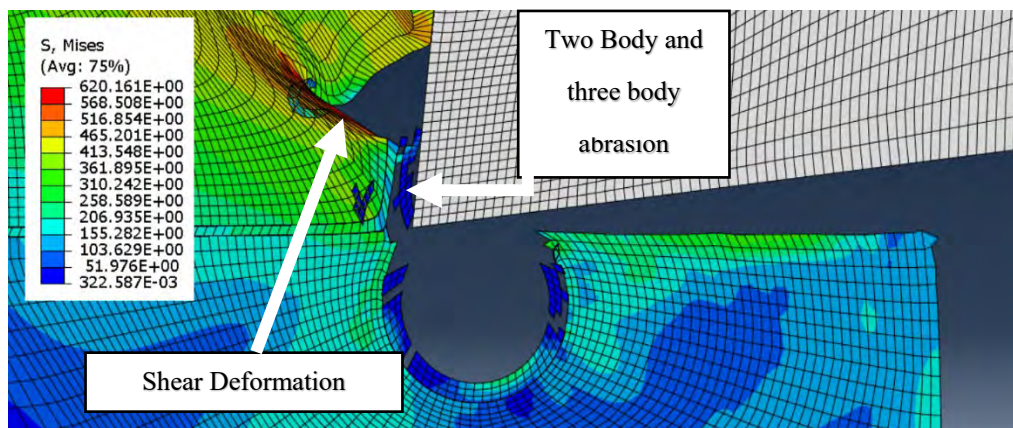 S, Mises
(Avg: 75%)
620.161E+00
568.508E+00
516.854E+00
465.201E+00
413.548E+00
361.895E+00
310.242E+00
258.589E+00
206.935E+00
155.282E+00
103.629E+00
51.976E+00
322.587E-03
Two Body and
three body
abrasion
Shear Deformation